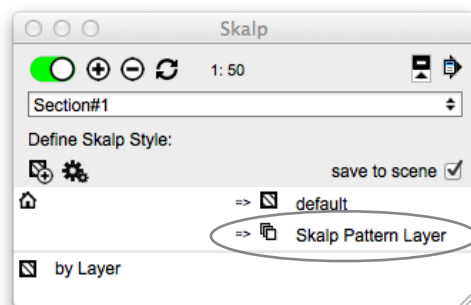 Skalp
1: 50
Section#1
Define Skalp Style:
save to scene
=> default
=> Skalp Pattern Layer
by Layer